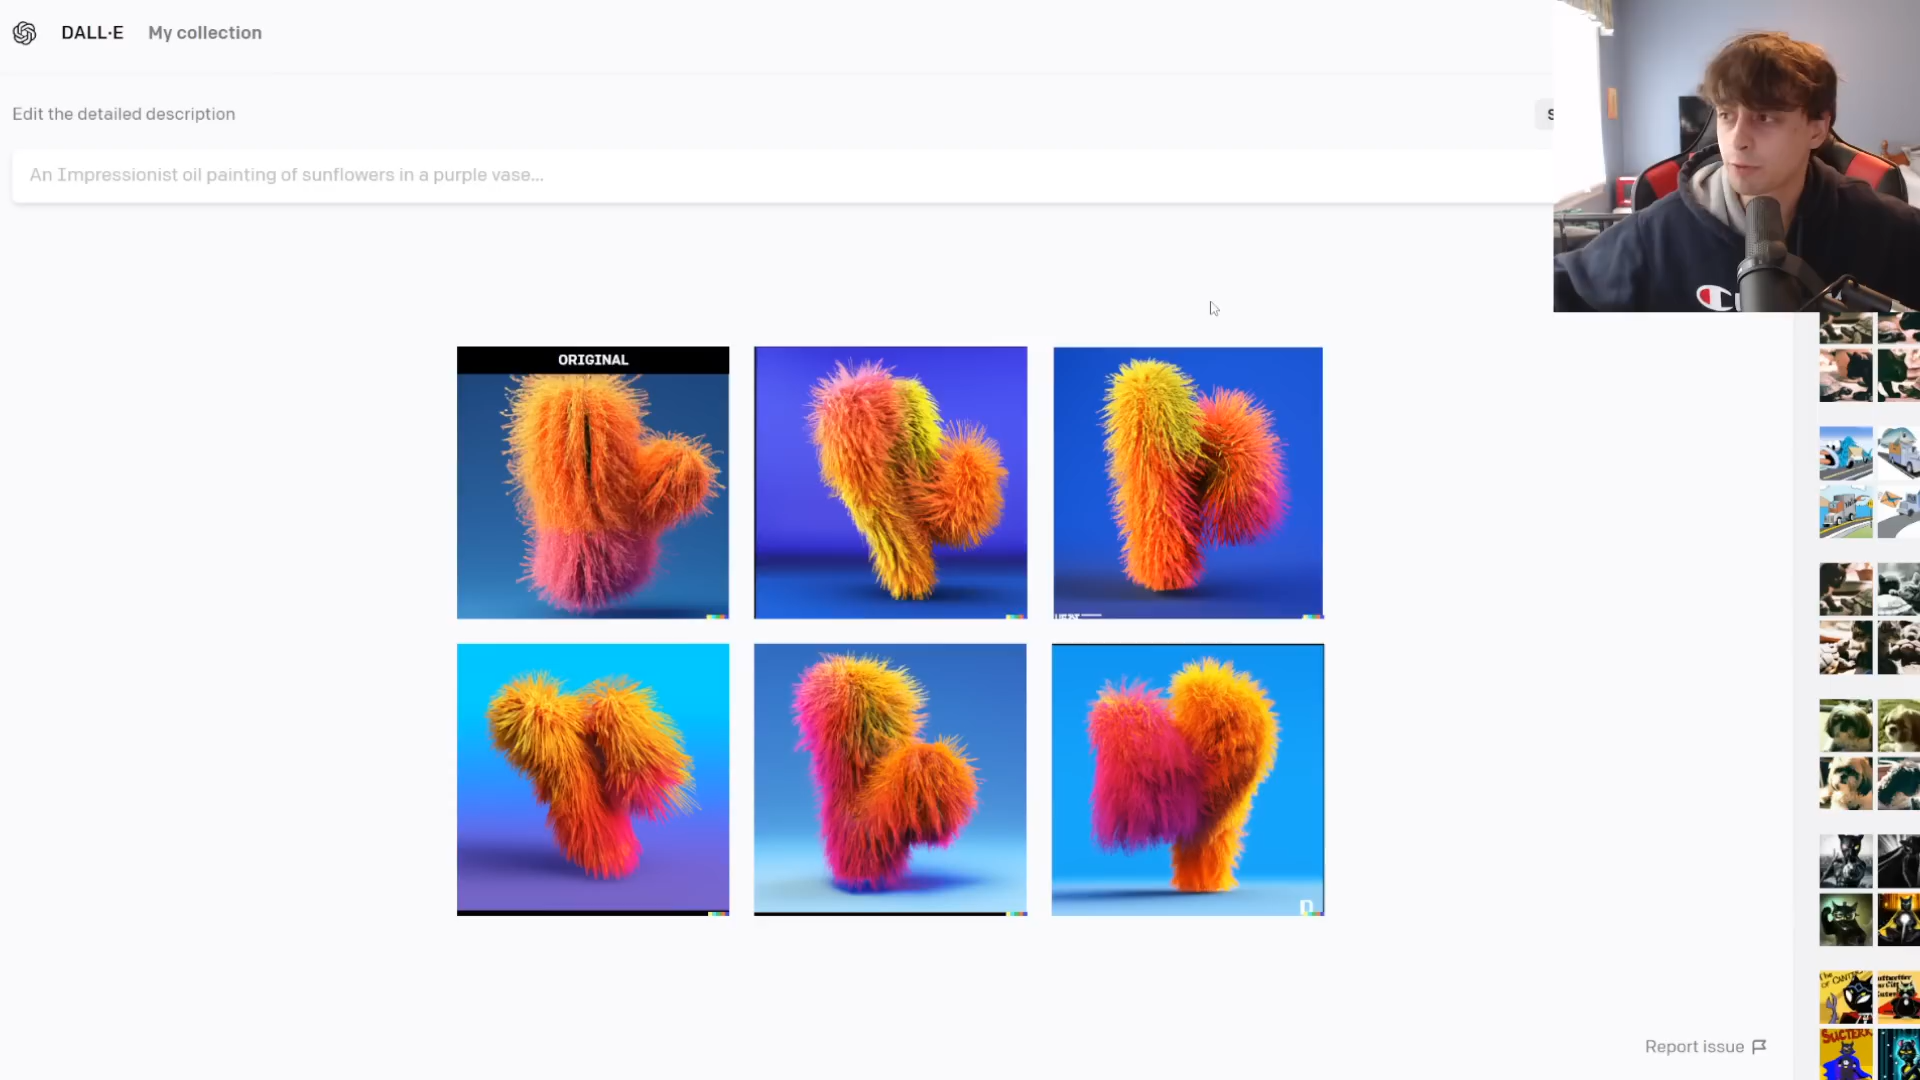 DALL·E My collection
Edit the detailed description
S
An Impressionist oil painting of sunflowers in a purple vase...
ORIGINAL
Report issue